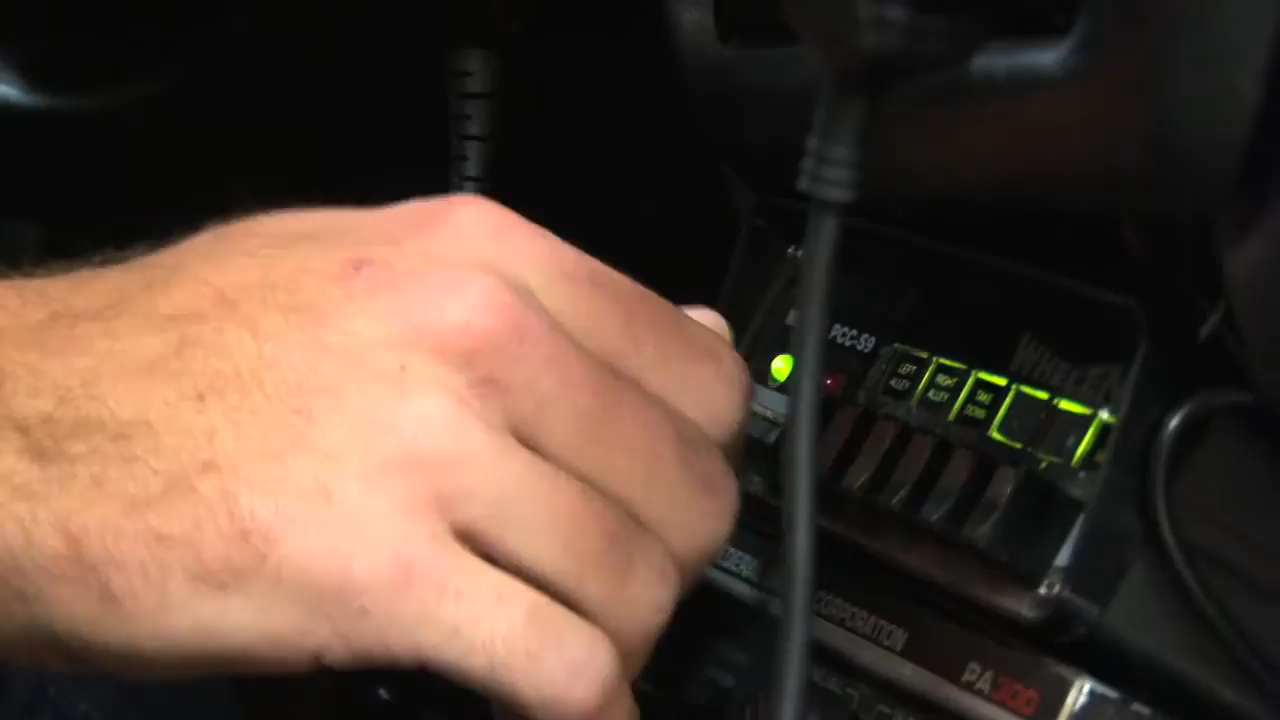 PCC-S9
WHELEN
LEFT
ALLEY
RIGHT
ALLEY
TAKE
DOWN
CORPORATION
PA300